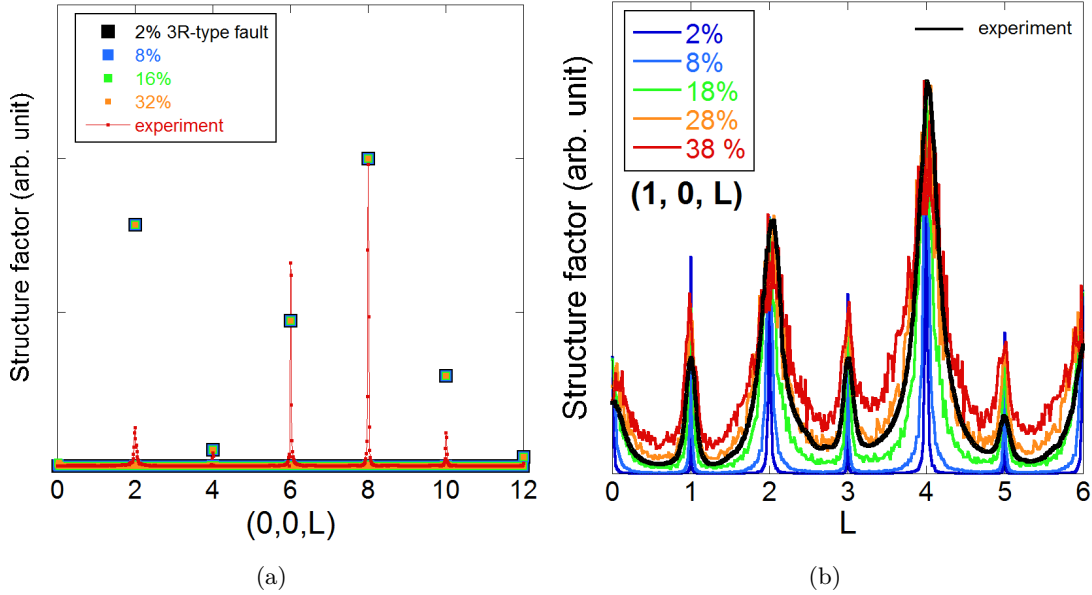 2% 3R-type fault
8%
16%
32%
experiment
Structure factor (arb. unit)
0 2 4 6 8 10 12
(0,0,L)
(a)
2%
8%
18%
28%
38 %
experiment
(1, 0, L)
Structure factor (arb. unit)
0 1 2 3 4 5 6
L
(b)